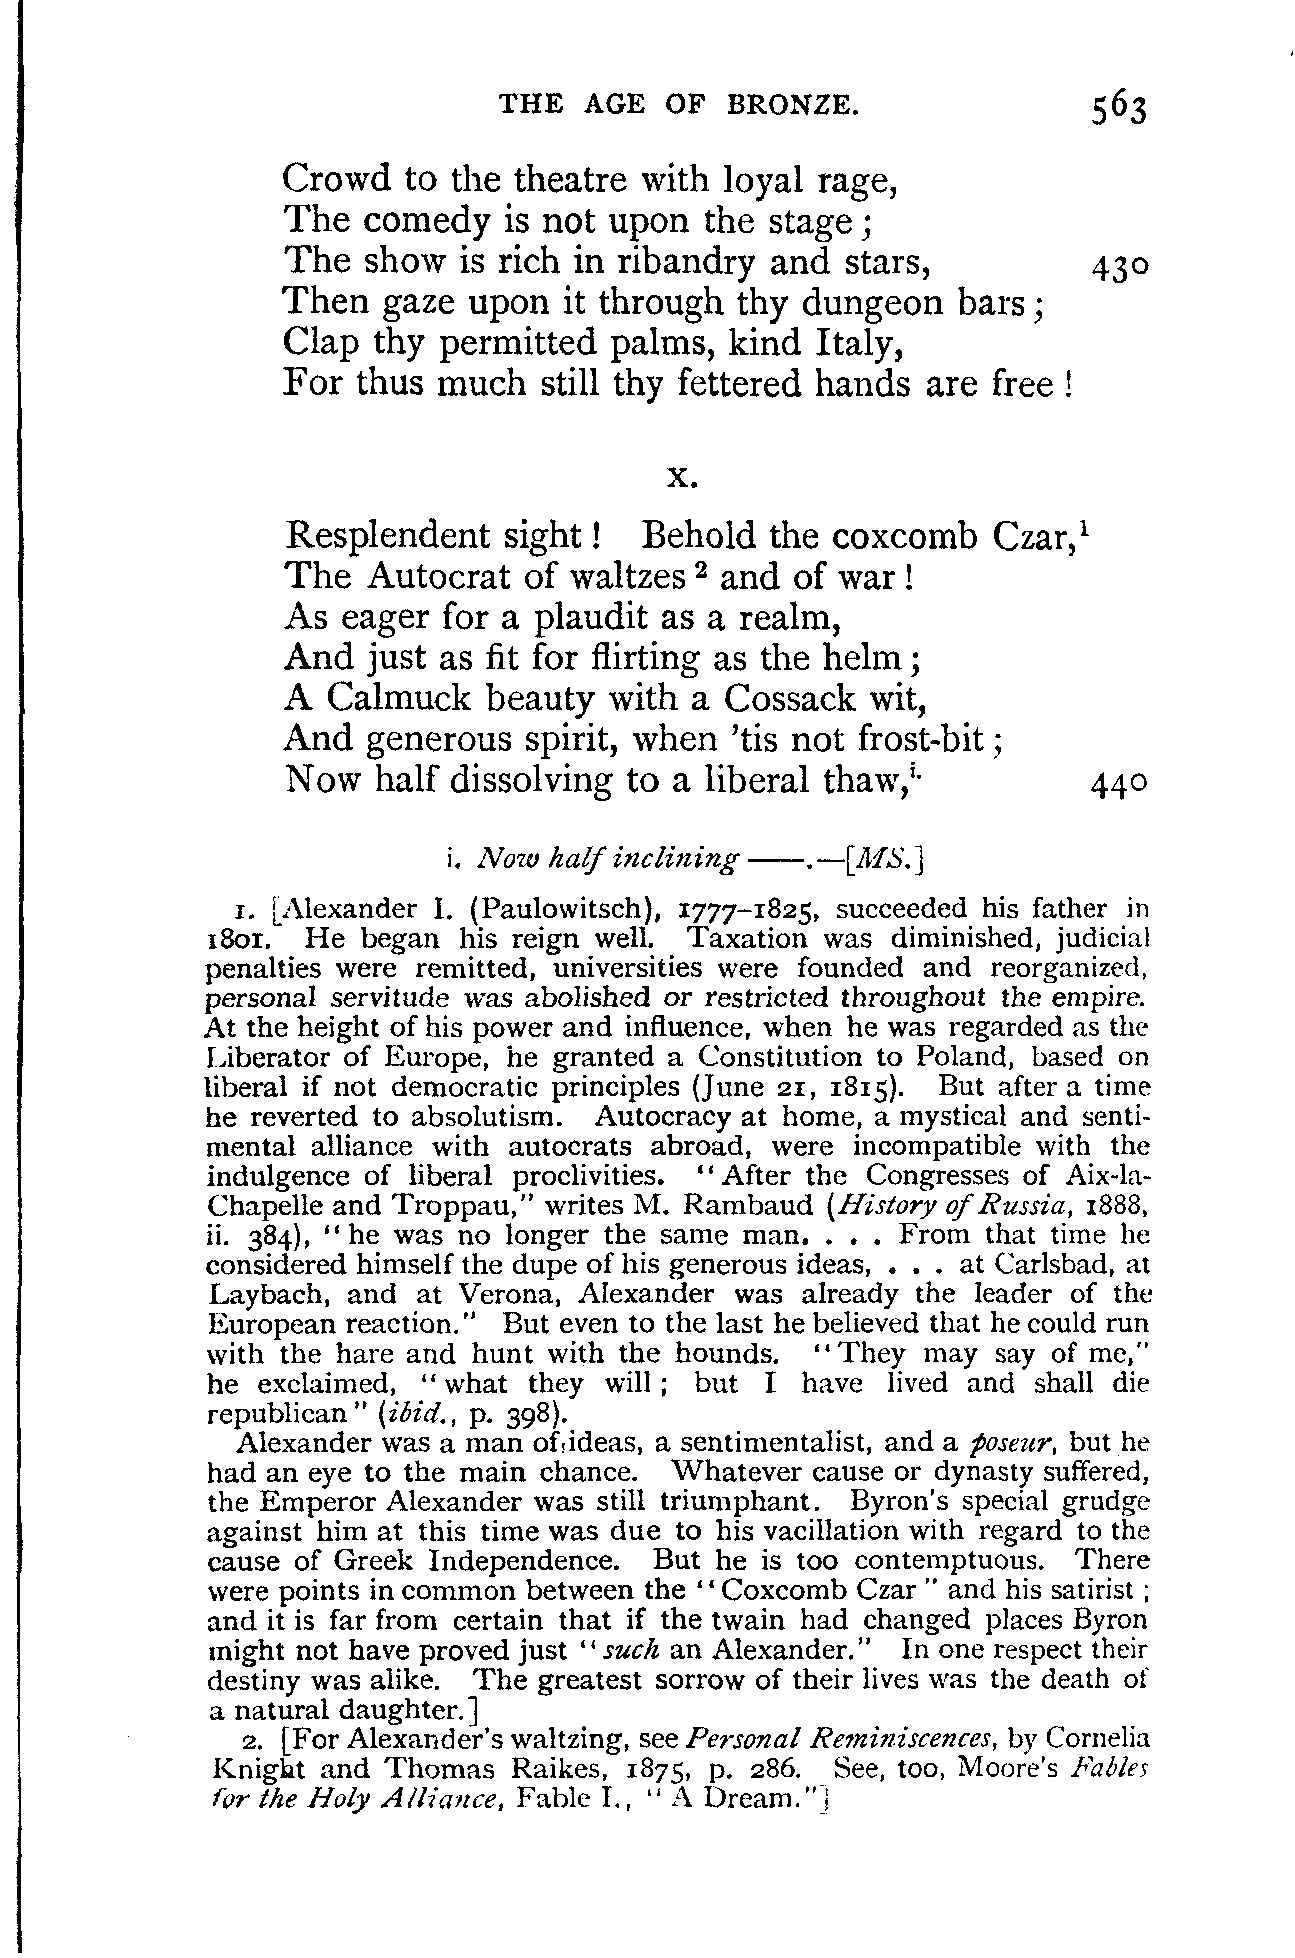 THE AGE OF BRONZE. 563
Crowd to the theatre with loyal rage,
The comedy is not upon the stage ;
The show is rich in ribandry and stars, 430
Then gaze upon it through thy dungeon bars ;
Clap thy permitted palms, kind Italy,
For thus much still thy fettered hands are free !
X.
Resplendent sight ! Behold the coxcomb Czar,¹
The Autocrat of waltzes ² and of war !
As eager for a plaudit as a realm,
And just as fit for flirting as the helm ;
A Calmuck beauty with a Cossack wit,
And generous spirit, when 'tis not frost-bit ;
Now half dissolving to a liberal thaw,i. 440
i. Now half inclining ——.—[MS.]
1. [Alexander I. (Paulowitsch), 1777–1825, succeeded his father in
1801. He began his reign well. Taxation was diminished, judicial
penalties were remitted, universities were founded and reorganized,
personal servitude was abolished or restricted throughout the empire.
At the height of his power and influence, when he was regarded as the
Liberator of Europe, he granted a Constitution to Poland, based on
liberal if not democratic principles (June 21, 1815). But after a time
he reverted to absolutism. Autocracy at home, a mystical and senti-
mental alliance with autocrats abroad, were incompatible with the
indulgence of liberal proclivities. "After the Congresses of Aix-la-
Chapelle and Troppau," writes M. Rambaud (History of Russia, 1888,
ii. 384), "he was no longer the same man. . . . From that time he
considered himself the dupe of his generous ideas, . . . at Carlsbad, at
Laybach, and at Verona, Alexander was already the leader of the
European reaction." But even to the last he believed that he could run
with the hare and hunt with the hounds. "They may say of me,"
he exclaimed, "what they will ; but I have lived and shall die
republican" (ibid., p. 398).
Alexander was a man of ideas, a sentimentalist, and a poseur, but he
had an eye to the main chance. Whatever cause or dynasty suffered,
the Emperor Alexander was still triumphant. Byron's special grudge
against him at this time was due to his vacillation with regard to the
cause of Greek Independence. But he is too contemptuous. There
were points in common between the "Coxcomb Czar" and his satirist ;
and it is far from certain that if the twain had changed places Byron
might not have proved just "such an Alexander." In one respect their
destiny was alike. The greatest sorrow of their lives was the death of
a natural daughter.]
2. [For Alexander's waltzing, see Personal Reminiscences, by Cornelia
Knight and Thomas Raikes, 1875, p. 286. See, too, Moore's Fables
for the Holy Alliance, Fable I., "A Dream."]